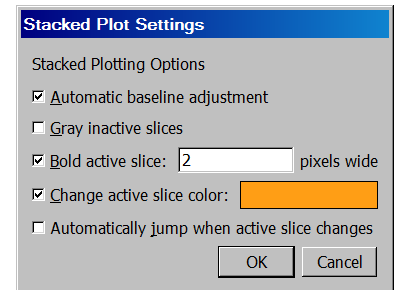 Stacked Plot Settings
Stacked Plotting Options
Automatic baseline adjustment
Gray inactive slices
Bold active slice: 2 pixels wide
Change active slice color:
Automatically jump when active slice changes
OK Cancel